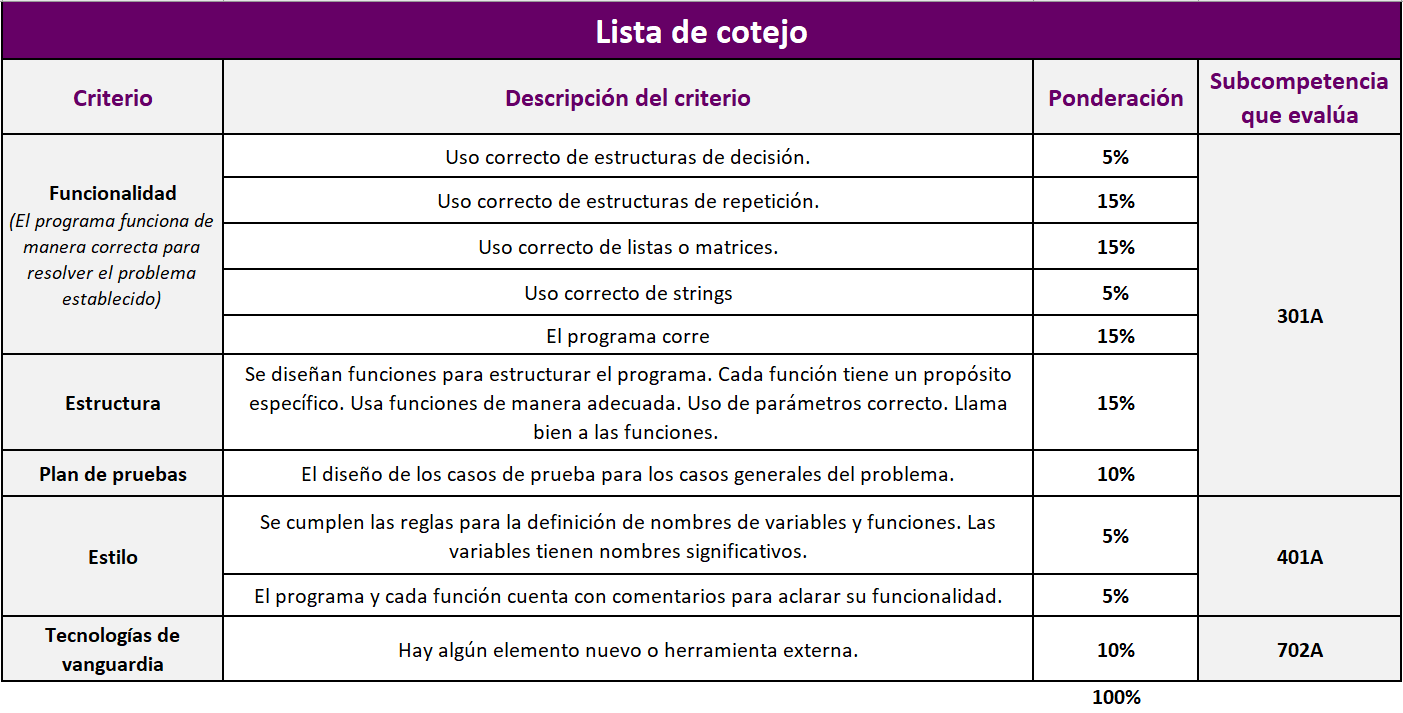 Lista de cotejo
Criterio
Descripción del criterio
Ponderación
Subcompetencia
que evalúa
Funcionalidad
(El programa funciona de
manera correcta para
resolver el problema
establecido)
Uso correcto de estructuras de decisión.
5%
Uso correcto de estructuras de repetición.
15%
Uso correcto de listas o matrices.
15%
Uso correcto de strings
5%
El programa corre
15%
301A
Estructura
Se diseñan funciones para estructurar el programa. Cada función tiene un propósito
específico. Usa funciones de manera adecuada. Uso de parámetros correcto. Llama
bien a las funciones.
15%
Plan de pruebas
El diseño de los casos de prueba para los casos generales del problema.
10%
Estilo
Se cumplen las reglas para la definición de nombres de variables y funciones. Las
variables tienen nombres significativos.
5%
El programa y cada función cuenta con comentarios para aclarar su funcionalidad.
5%
401A
Tecnologías de
vanguardia
Hay algún elemento nuevo o herramienta externa.
10%
702A
100%